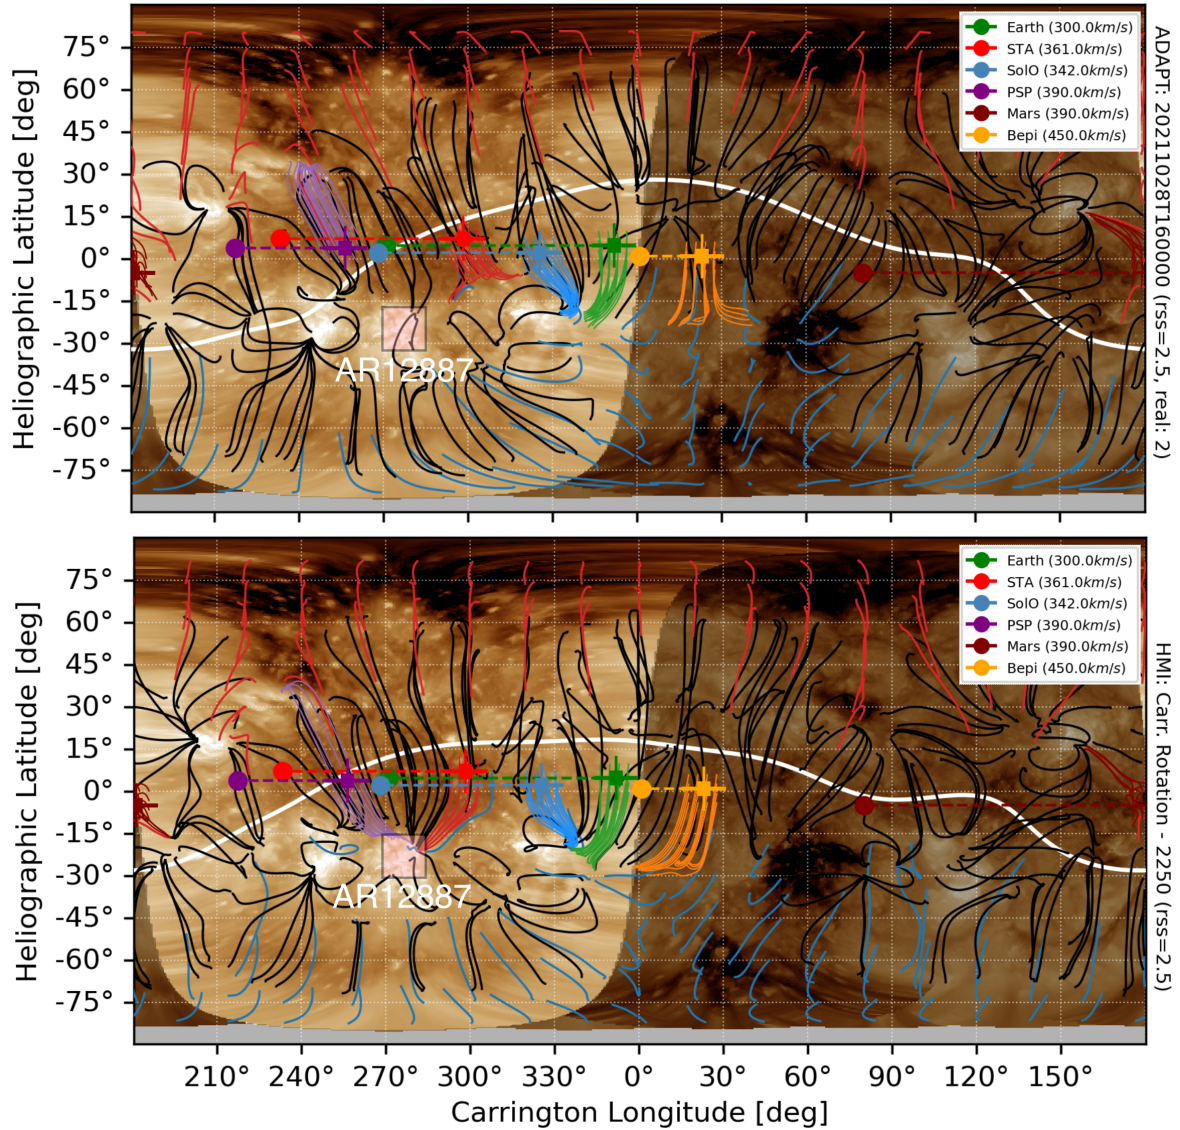 75°
60°
45°
30°
15°
0°
-15°
-30°
-45°
-60°
-75°
Heliographic Latitude [deg]
Earth (300.0km/s)
STA (361.0km/s)
SolO (342.0km/s)
PSP (390.0km/s)
Mars (390.0km/s)
Bepi (450.0km/s)
AR12887
ADAPT: 20211028T160000 (rss=2.5, real: 2)
75°
60°
45°
30°
15°
0°
-15°
-30°
-45°
-60°
-75°
Heliographic Latitude [deg]
Earth (300.0km/s)
STA (361.0km/s)
SolO (342.0km/s)
PSP (390.0km/s)
Mars (390.0km/s)
Bepi (450.0km/s)
AR12887
HMI: Carr. Rotation - 2250 (rss=2.5)
210° 240° 270° 300° 330° 0° 30° 60° 90° 120° 150°
Carrington Longitude [deg]